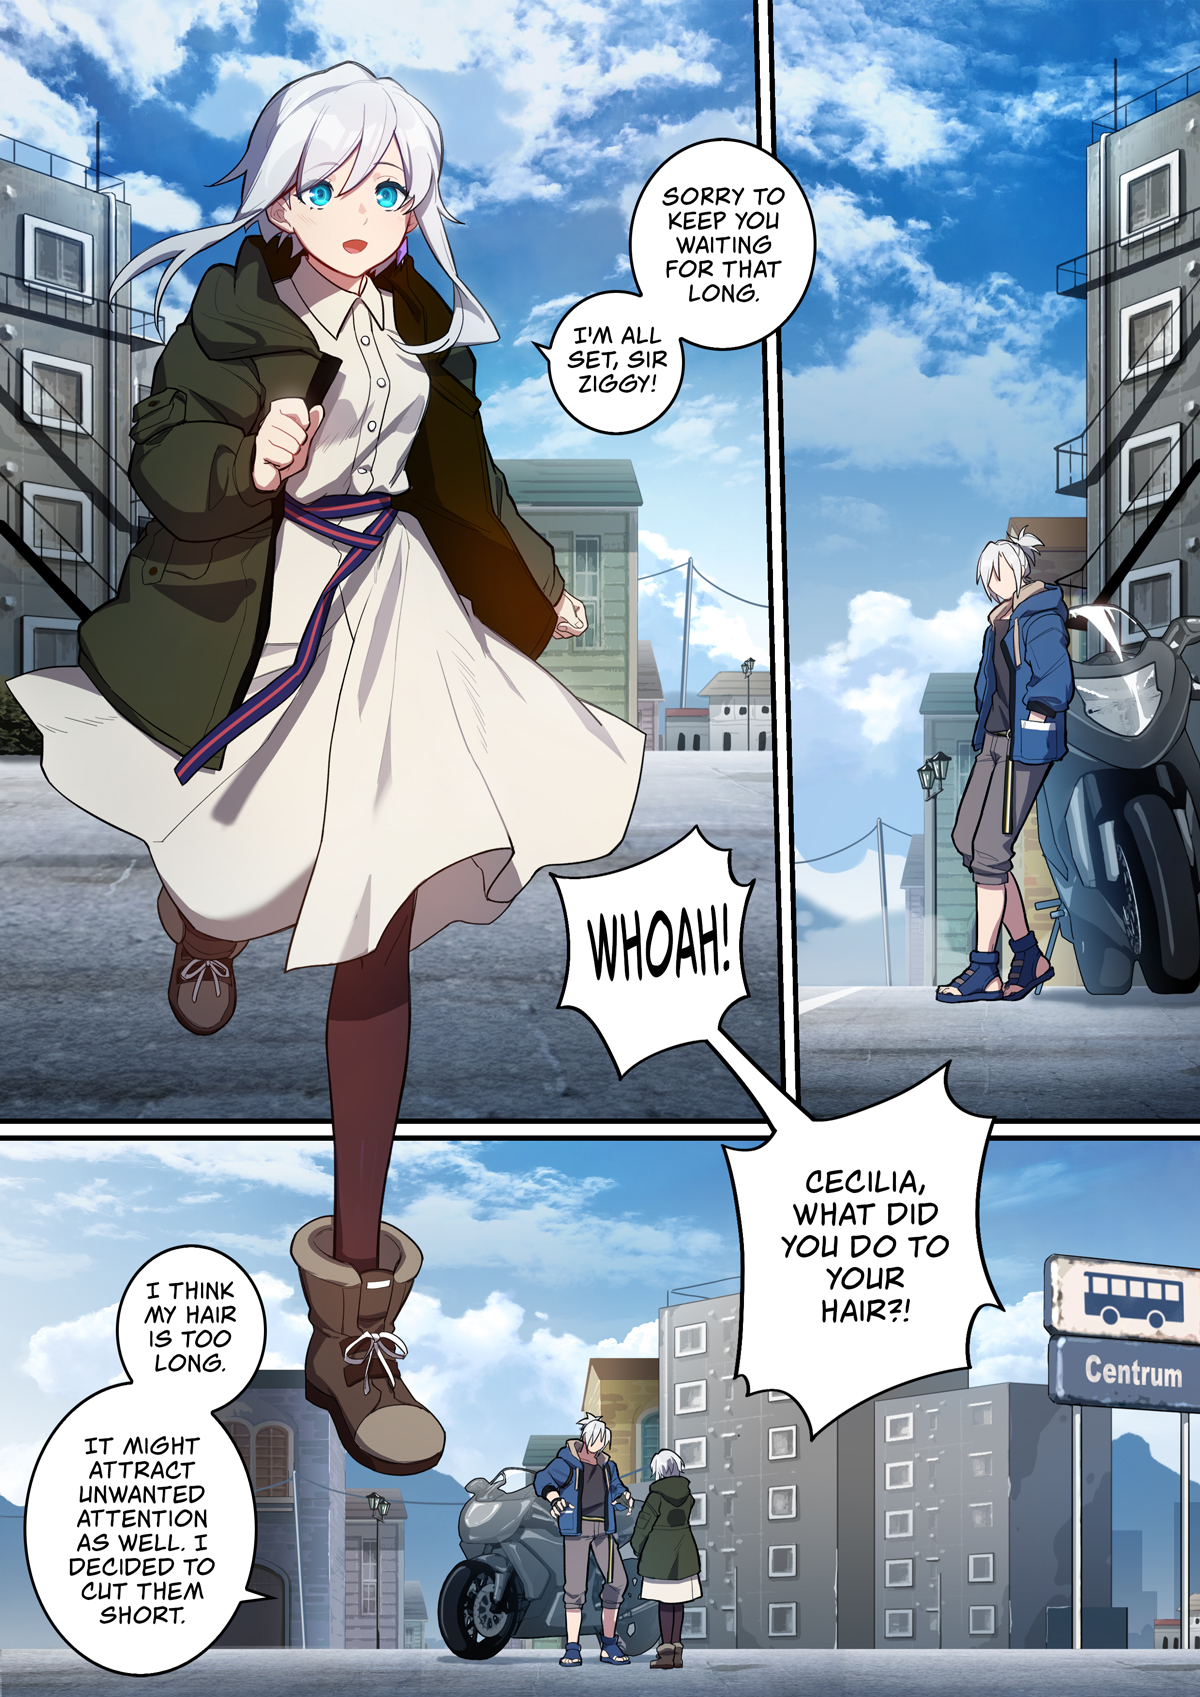 SORRY TO
KEEP YOU
WAITING
FOR THAT
LONG.
I'M ALL
SET, SIR
ZIGGY!
WHOAH!
CECILIA,
WHAT DID
YOU DO TO
YOUR
HAIR?!
I THINK
MY HAIR
IS TOO
LONG.
IT MIGHT
ATTRACT
UNWANTED
ATTENTION
AS WELL. I
DECIDED TO
CUT THEM
SHORT.
Centrum